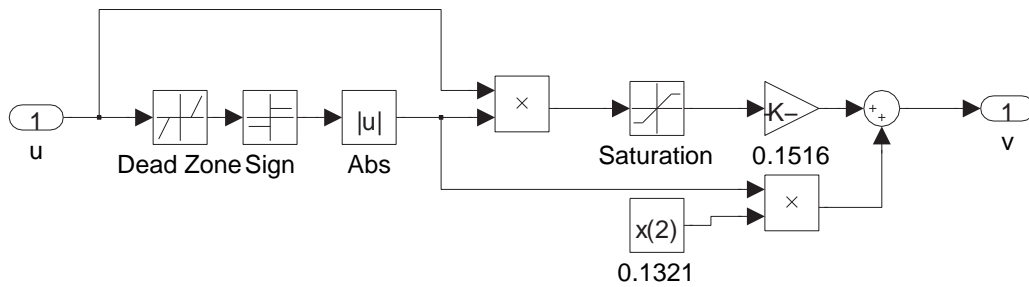 1
u
Dead Zone
Sign
|u|
Abs
×
Saturation
-K-
0.1516
x(2)
0.1321
×
+
+
1
v